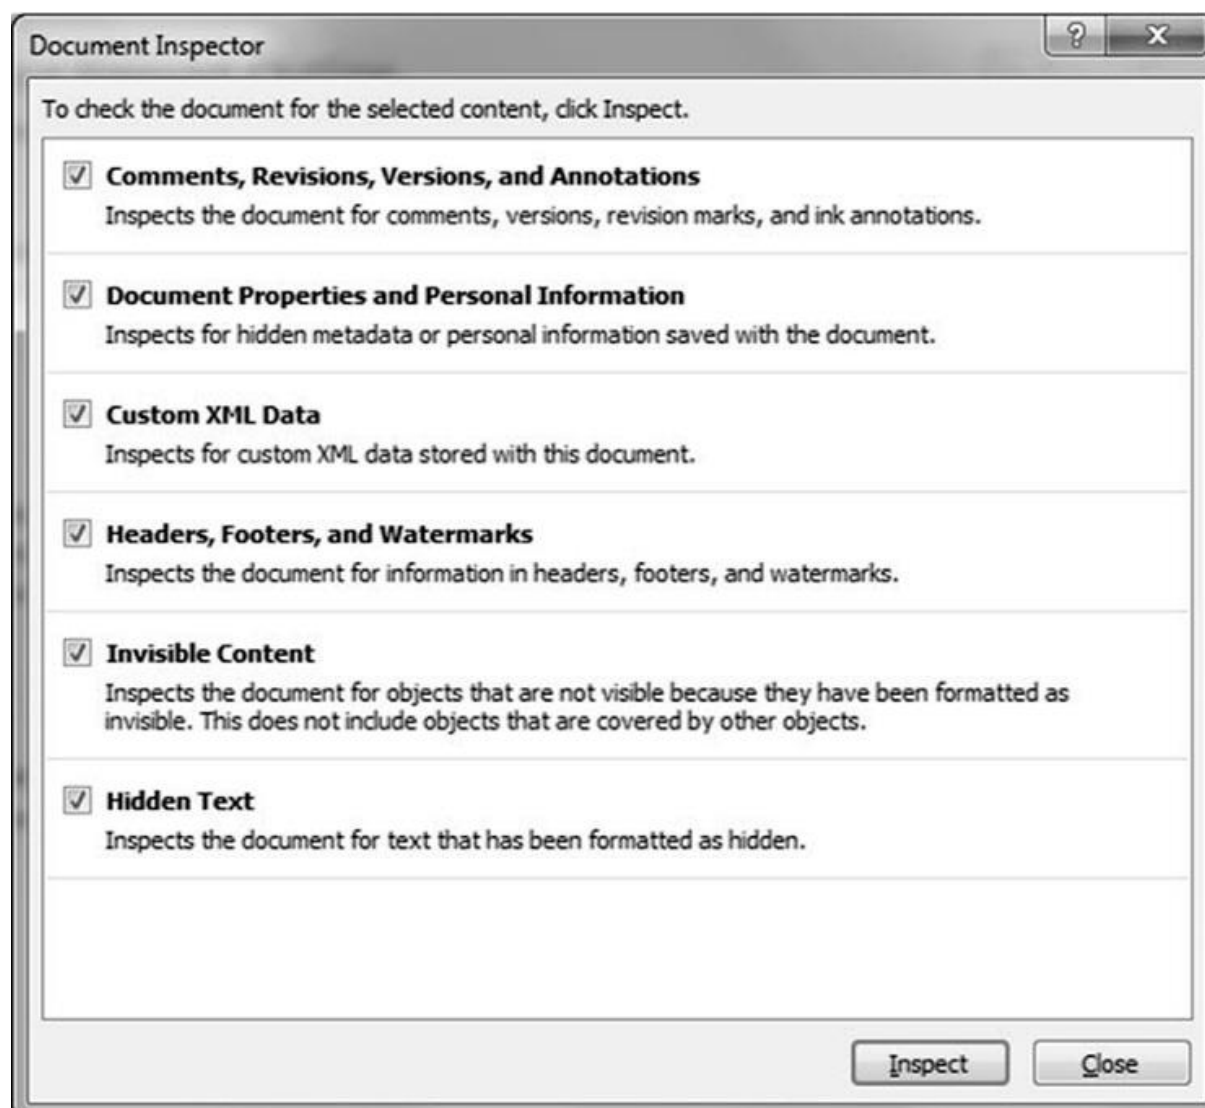 Document Inspector
To check the document for the selected content, click Inspect.
Comments, Revisions, Versions, and Annotations
Inspects the document for comments, versions, revision marks, and ink annotations.
Document Properties and Personal Information
Inspects for hidden metadata or personal information saved with the document.
Custom XML Data
Inspects for custom XML data stored with this document.
Headers, Footers, and Watermarks
Inspects the document for information in headers, footers, and watermarks.
Invisible Content
Inspects the document for objects that are not visible because they have been formatted as
invisible. This does not include objects that are covered by other objects.
Hidden Text
Inspects the document for text that has been formatted as hidden.
Inspect Close